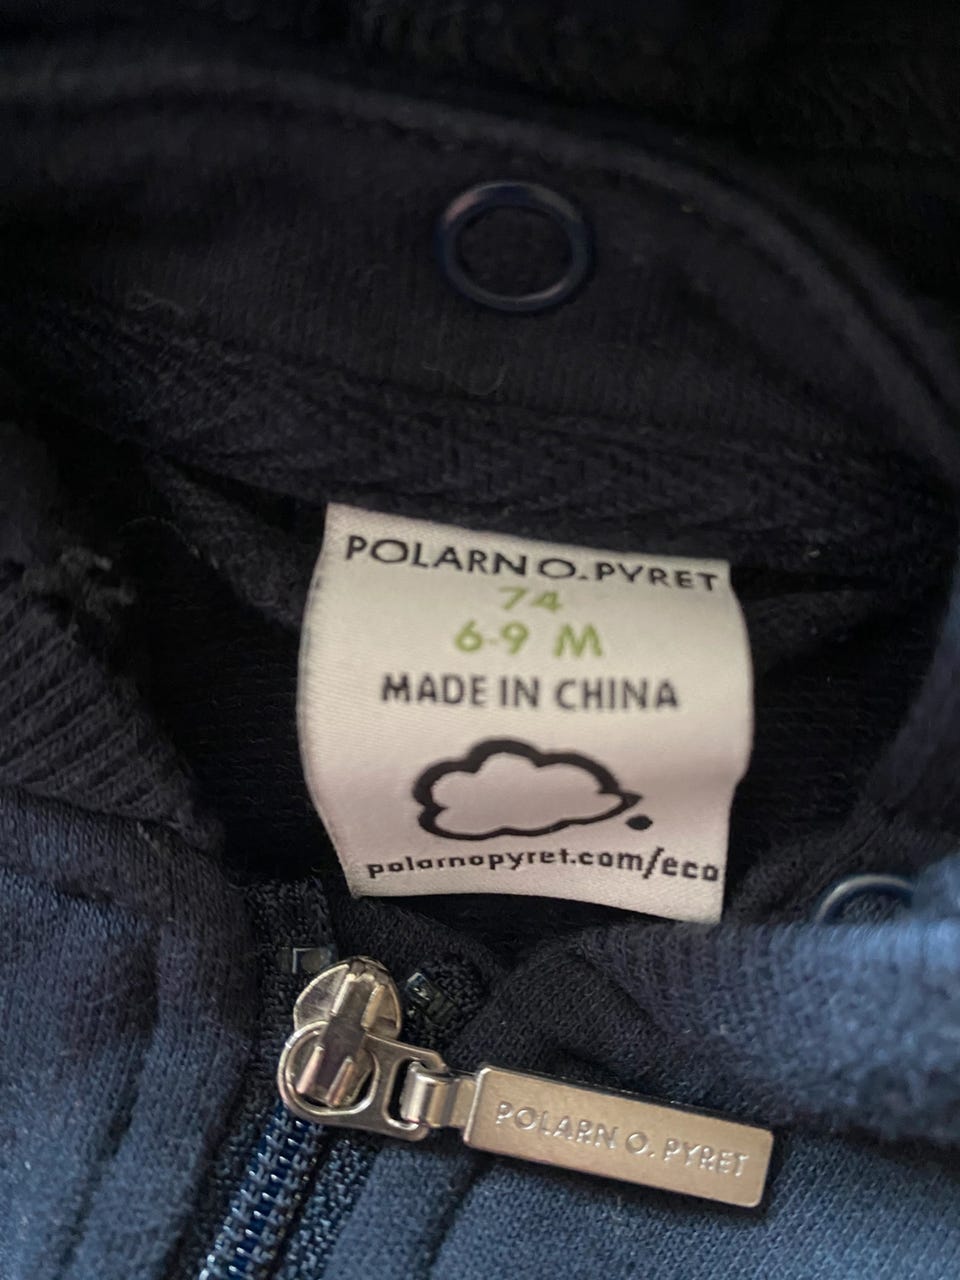 POLARN O. PYRET
74
6-9 M
MADE IN CHINA
polarnopyret.com/eco
POLARN O. PYRET